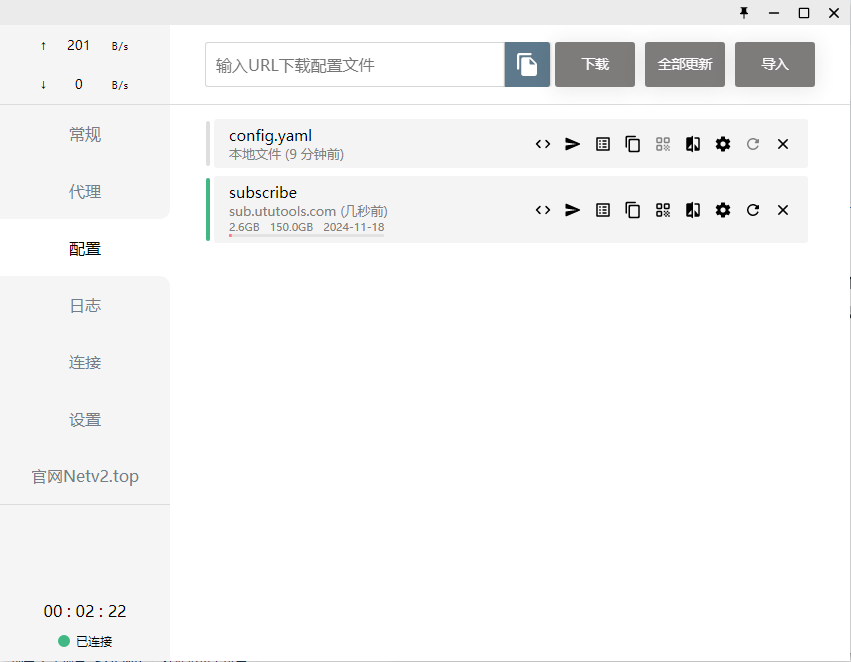 ↑ 201 B/s
↓ 0 B/s
常规
代理
配置
日志
连接
设置
官网Netv2.top
00 : 02 : 22
已连接
输入URL下载配置文件
下载
全部更新
导入
config.yaml
本地文件 (9 分钟前)
subscribe
sub.ututools.com (几秒前)
2.6GB 150.0GB 2024-11-18